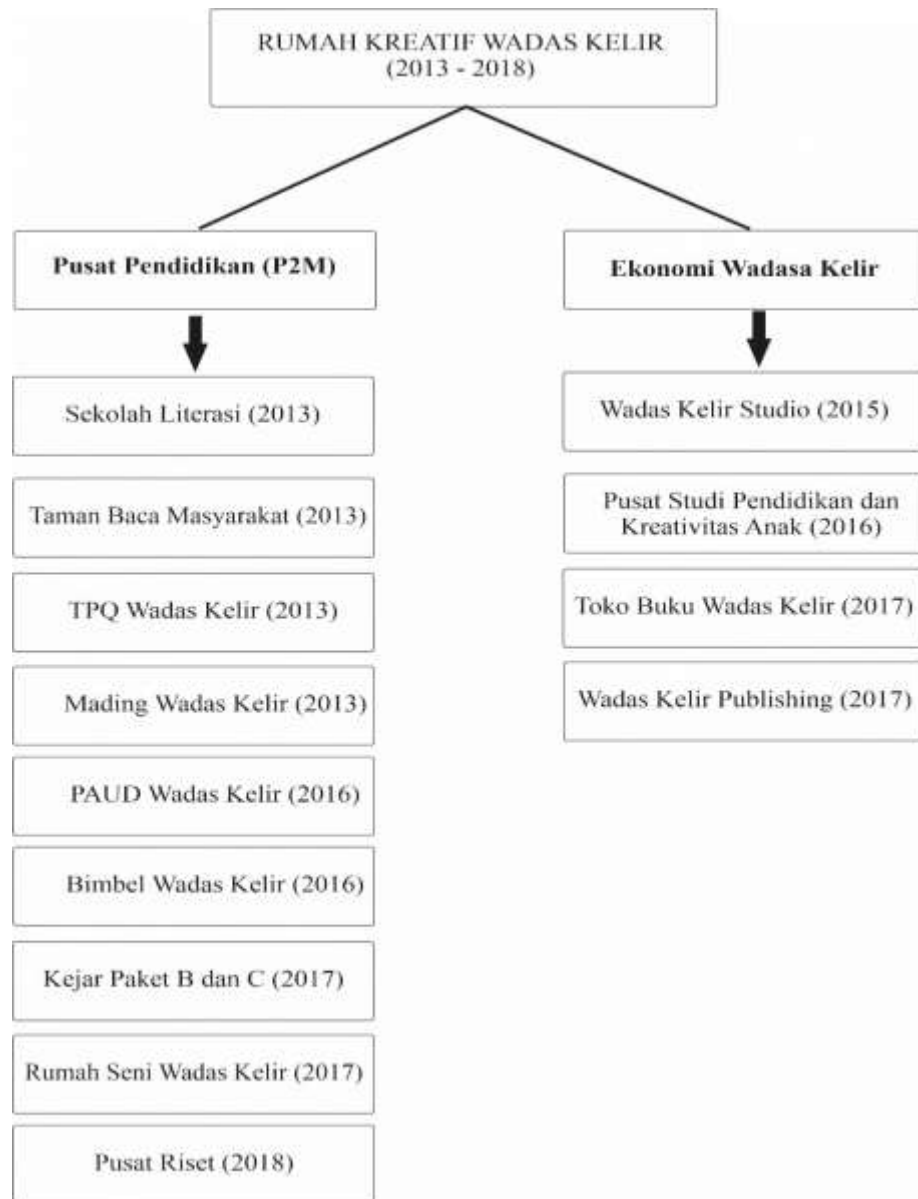 RUMAH KREATIF WADAS KELIR
(2013 - 2018)
Pusat Pendidikan (P2M)
Sekolah Literasi (2013)
Taman Baca Masyarakat (2013)
TPQ Wadas Kelir (2013)
Mading Wadas Kelir (2013)
PAUD Wadas Kelir (2016)
Bimbel Wadas Kelir (2016)
Kejar Paket B dan C (2017)
Rumah Seni Wadas Kelir (2017)
Pusat Riset (2018)
Ekonomi Wadasa Kelir
Wadas Kelir Studio (2015)
Pusat Studi Pendidikan dan
Kreativitas Anak (2016)
Toko Buku Wadas Kelir (2017)
Wadas Kelir Publishing (2017)